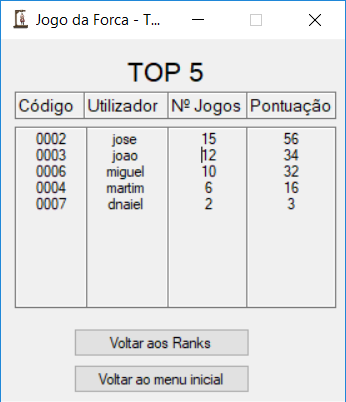 Jogo da Forca - T...
TOP 5
Código Utilizador Nº Jogos Pontuação
0002 jose 15 56
0003 joao 12 34
0006 miguel 10 32
0004 martim 6 16
0007 dnaiel 2 3
Voltar aos Ranks
Voltar ao menu inicial